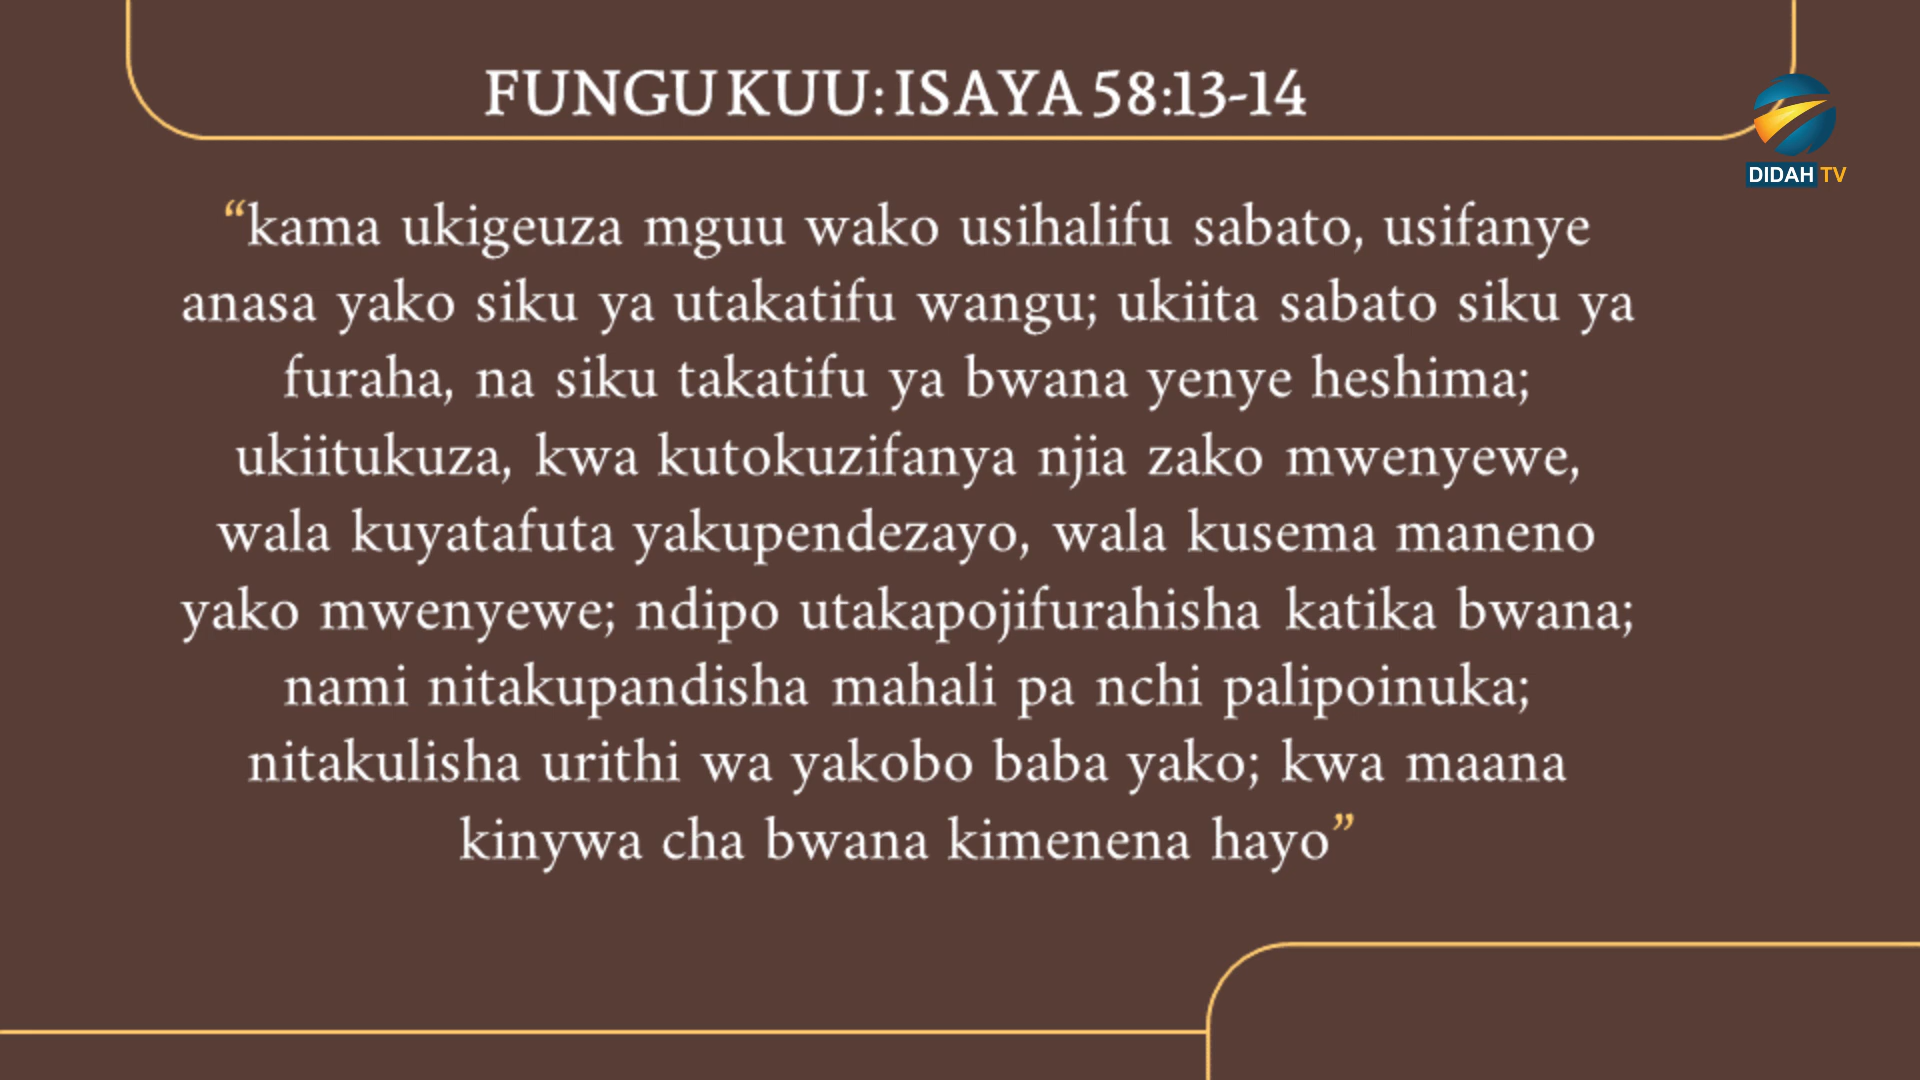 FUNGU KUU: ISAYA 58:13-14
DIDAH TV
“kama ukigeuza mguu wako usihalifu sabato, usifanye
anasa yako siku ya utakatifu wangu; ukiita sabato siku ya
furaha, na siku takatifu ya bwana yenye heshima;
ukiitukuza, kwa kutokuzifanya njia zako mwenyewe,
wala kuyatafuta yakupendezayo, wala kusema maneno
yako mwenyewe; ndipo utakapojifurahisha katika bwana;
nami nitakupandisha mahali pa nchi palipoinuka;
nitakulisha urithi wa yakobo baba yako; kwa maana
kinywa cha bwana kimenena hayo”